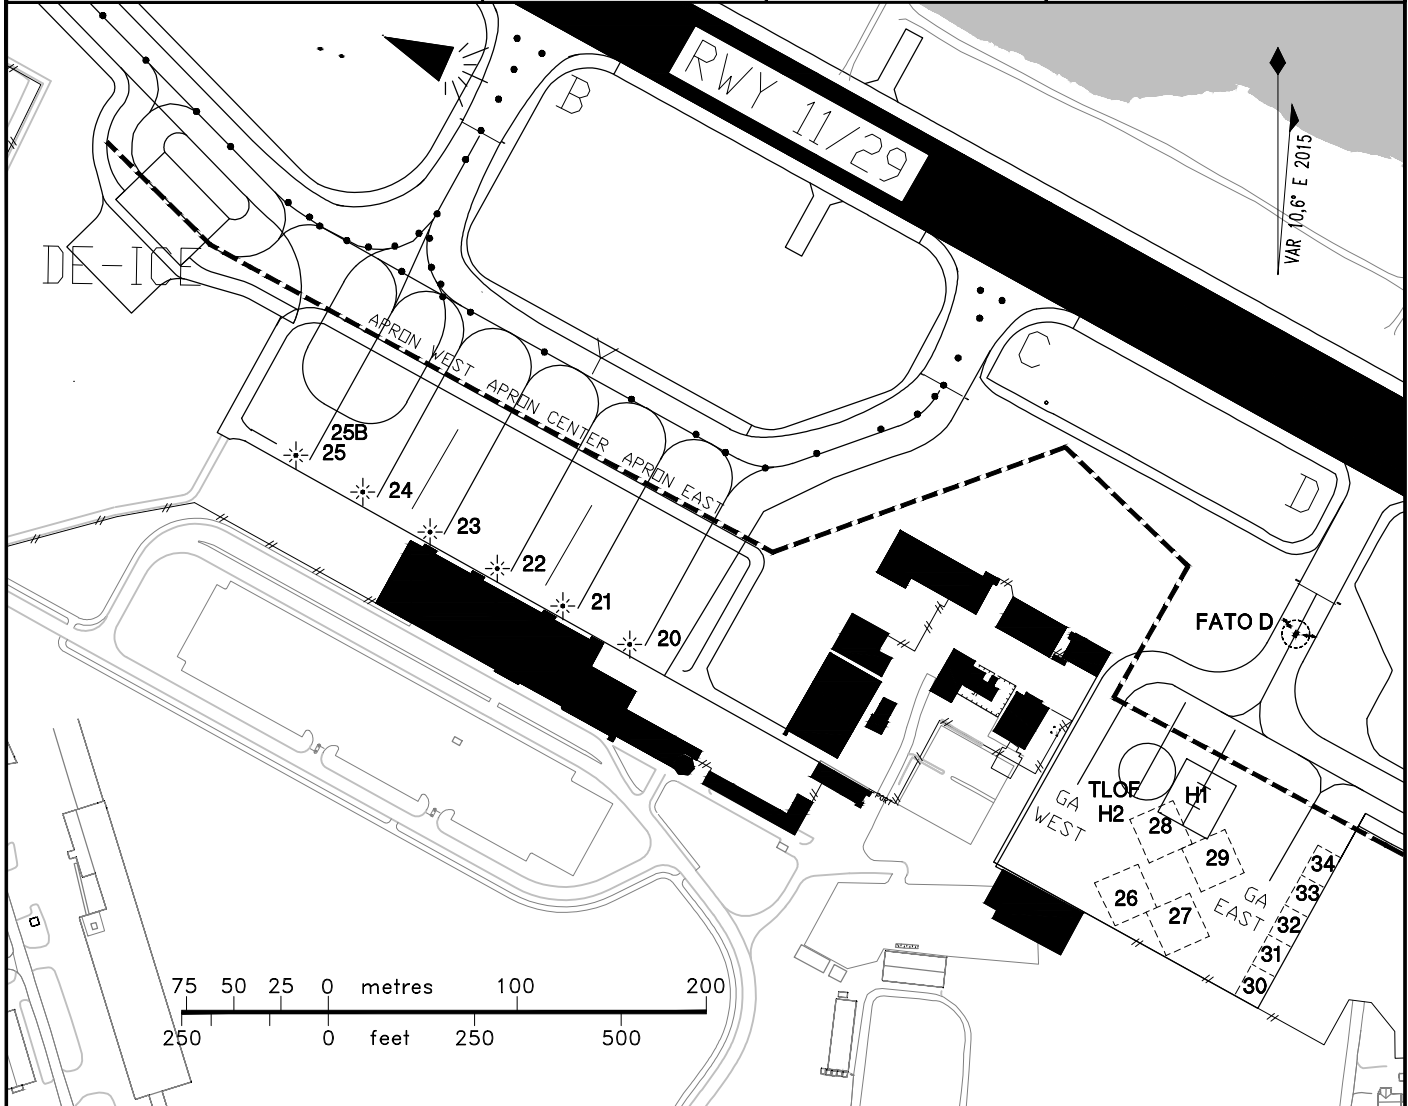 RWY 11/29
B
VAR 10,6° E 2015
DE-ICE
APRON WEST
APRON CENTER
APRON EAST
C
D
Y
25B
25
24
23
22
21
20
FATO D
TLOF
H2
H1
GA
WEST
28
29
26
27
GA
EAST
34
33
32
31
30
75 50 25 0 metres 100 200
250 0 feet 250 500